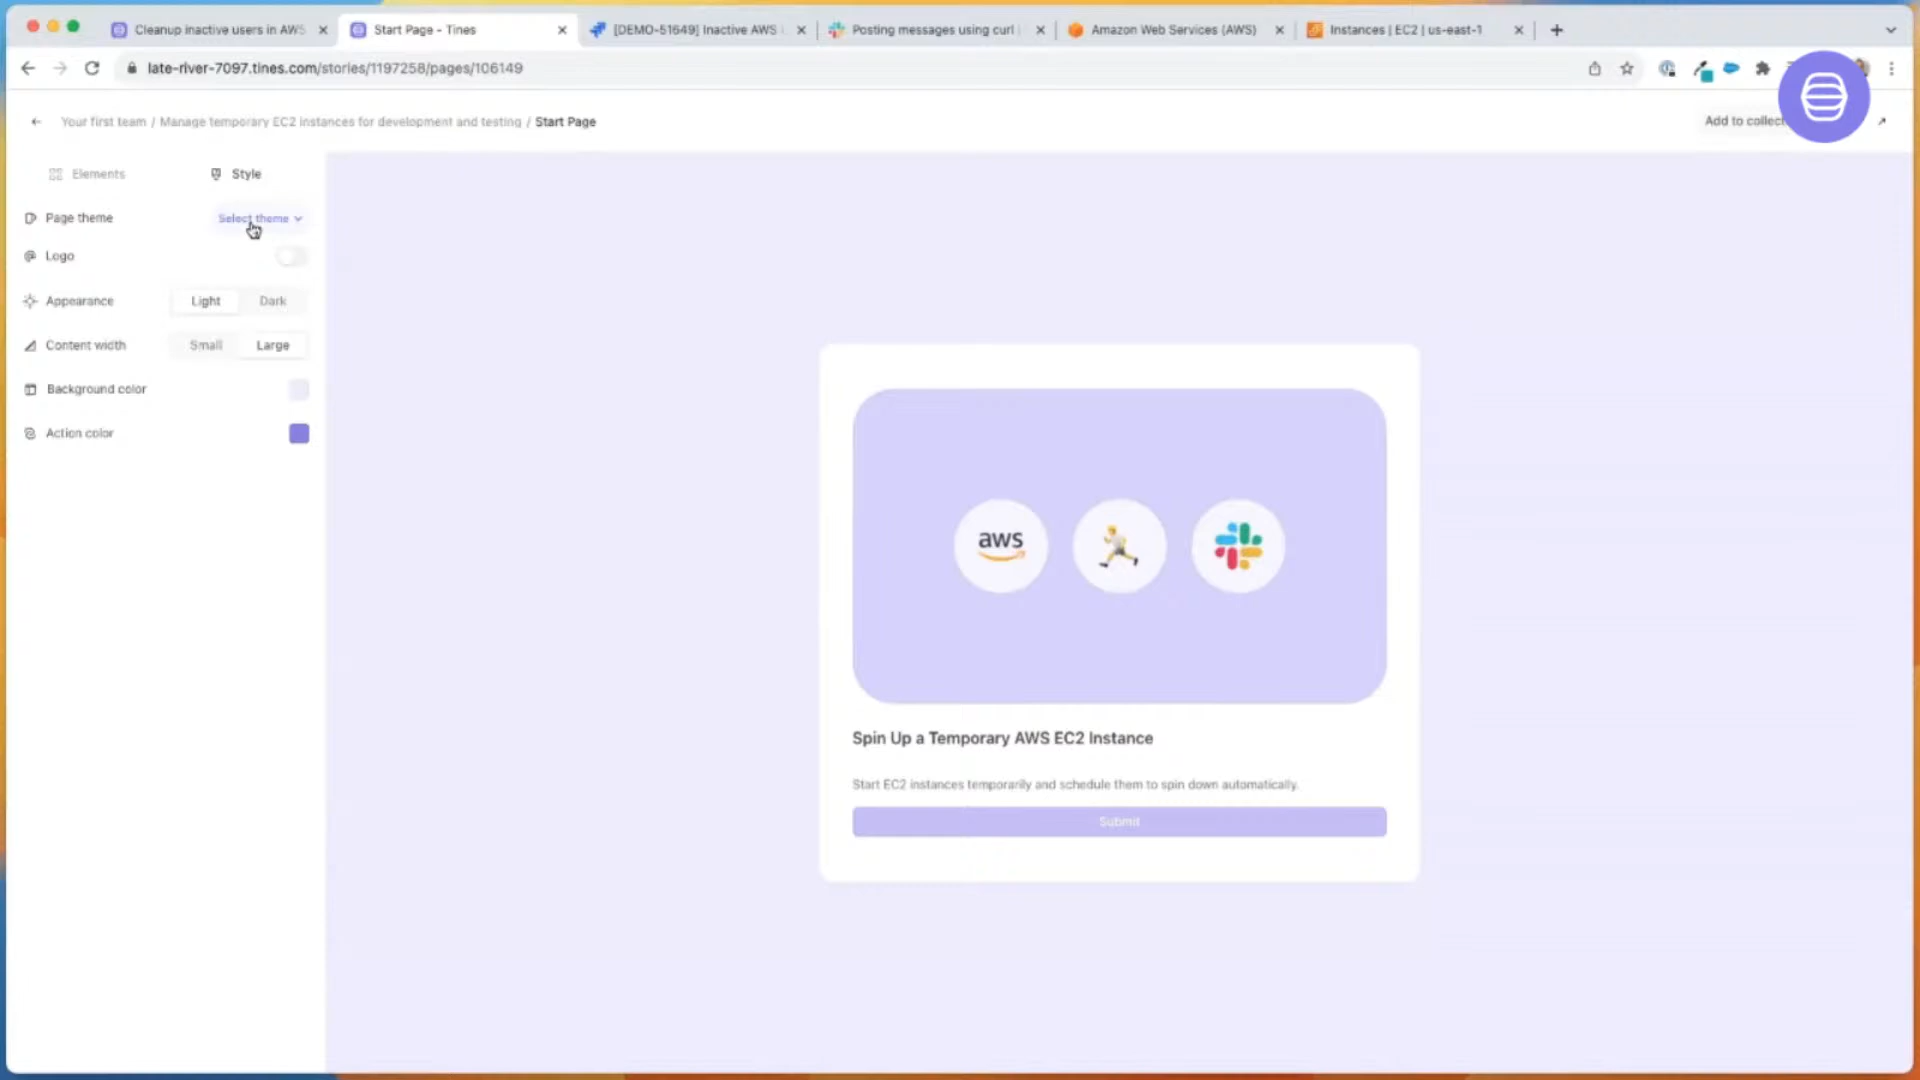 Cleanup inactive users in AWS
Start Page - Tines
[DEMO-51649] Inactive AWS
Posting messages using curl
Amazon Web Services (AWS)
Instances | EC2 | us-east-1
late-river-7097.tines.com/stories/1197258/pages/106149
Your first team / Manage temporary EC2 instances for development and testing / Start Page
Add to collect
Elements
Style
Page theme
Select theme
Logo
Appearance
Light
Dark
Content width
Small
Large
Background color
Action color
aws
Spin Up a Temporary AWS EC2 Instance
Start EC2 instances temporarily and schedule them to spin down automatically.
Submit